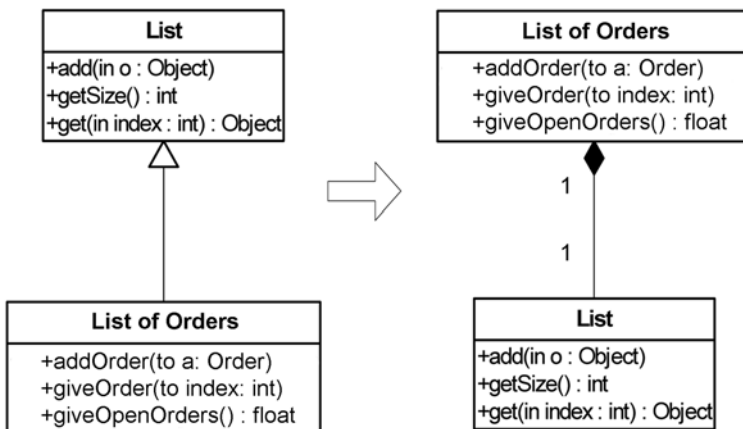 List
+add(in o : Object)
+getSize() : int
+get(in index : int) : Object
List of Orders
+addOrder(to a: Order)
+giveOrder(to index: int)
+giveOpenOrders() : float
List of Orders
+addOrder(to a: Order)
+giveOrder(to index: int)
+giveOpenOrders() : float
1
1
List
+add(in o : Object)
+getSize() : int
+get(in index : int) : Object